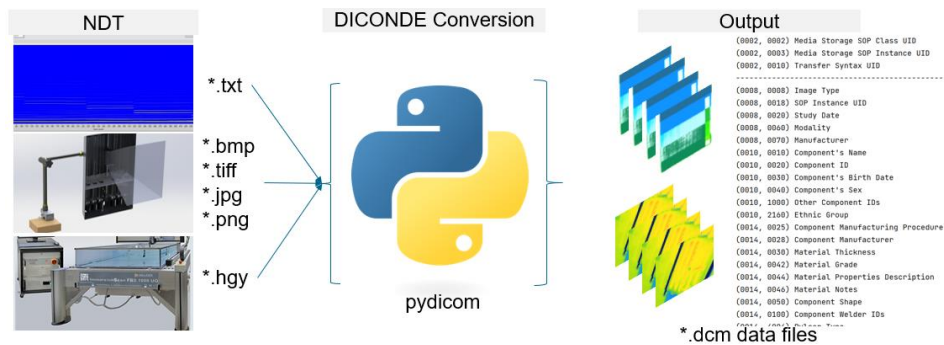 NDT
DICONDE Conversion
Output
*.txt
*.bmp
*.tiff
*.jpg
*.png
*.hgy
pydicom
(0002, 0002) Media Storage SOP Class UID
(0002, 0003) Media Storage SOP Instance UID
(0002, 0010) Transfer Syntax UID
(0008, 0008) Image Type
(0008, 0018) SOP Instance UID
(0008, 0020) Study Date
(0008, 0060) Modality
(0008, 0070) Manufacturer
(0010, 0010) Component's Name
(0010, 0020) Component ID
(0010, 0030) Component's Birth Date
(0010, 0040) Component's Sex
(0010, 1000) Other Component IDs
(0010, 2160) Ethnic Group
(0014, 0025) Component Manufacturing Procedure
(0014, 0028) Component Manufacturer
(0014, 0030) Material Thickness
(0014, 0042) Material Grade
(0014, 0044) Material Properties Description
(0014, 0046) Material Notes
(0014, 0050) Component Shape
(0014, 0100) Component Welder IDs
*.dcm data files